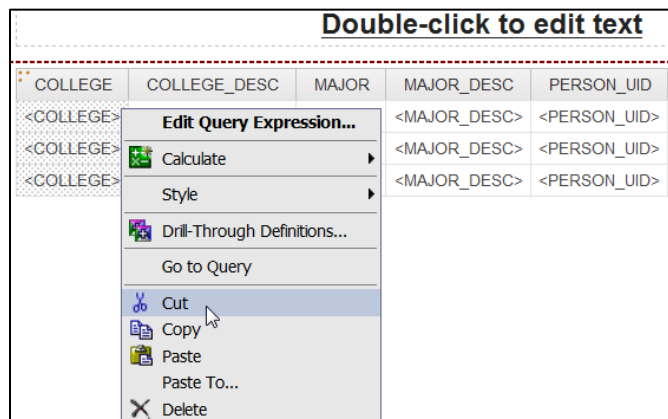 Double-click to edit text
COLLEGE COLLEGE_DESC MAJOR MAJOR_DESC PERSON_UID
<COLLEGE> <MAJOR_DESC> <PERSON_UID>
<COLLEGE> <MAJOR_DESC> <PERSON_UID>
<COLLEGE> <MAJOR_DESC> <PERSON_UID>
Edit Query Expression...
Calculate
Style
Drill-Through Definitions...
Go to Query
Cut
Copy
Paste
Paste To...
Delete